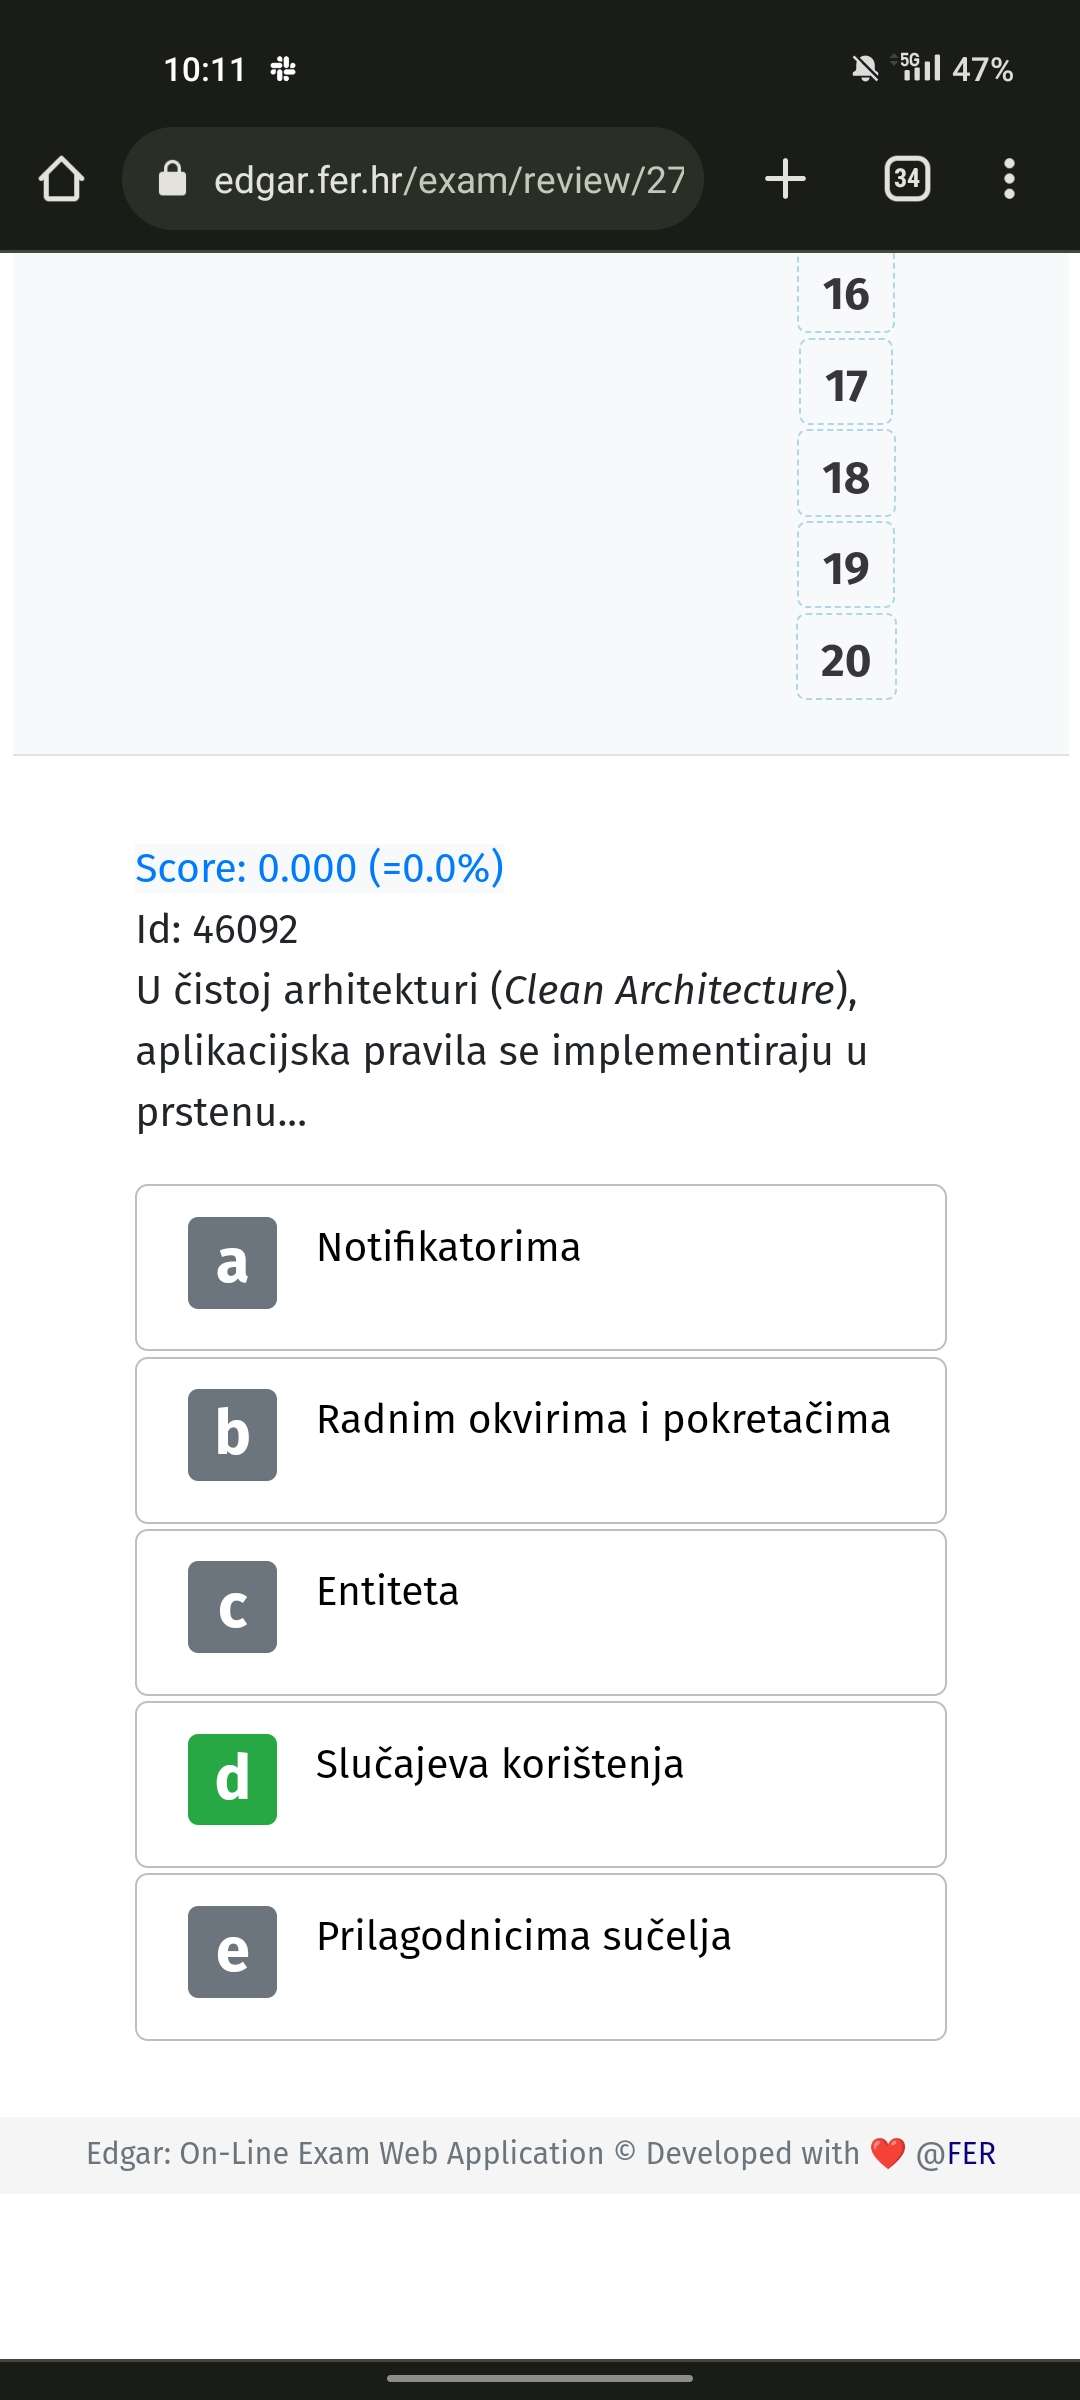 10:11 5G 47%
edgar.fer.hr/exam/review/27 34
16
17
18
19
20
Score: 0.000 (=0.0%)
Id: 46092
U čistoj arhitekturi (Clean Architecture),
aplikacijska pravila se implementiraju u
prstenu...
a Notifikatorima
b Radnim okvirima i pokretačima
c Entiteta
d Slučajeva korištenja
e Prilagodnicima sučelja
Edgar: On-Line Exam Web Application © Developed with ❤️ @FER